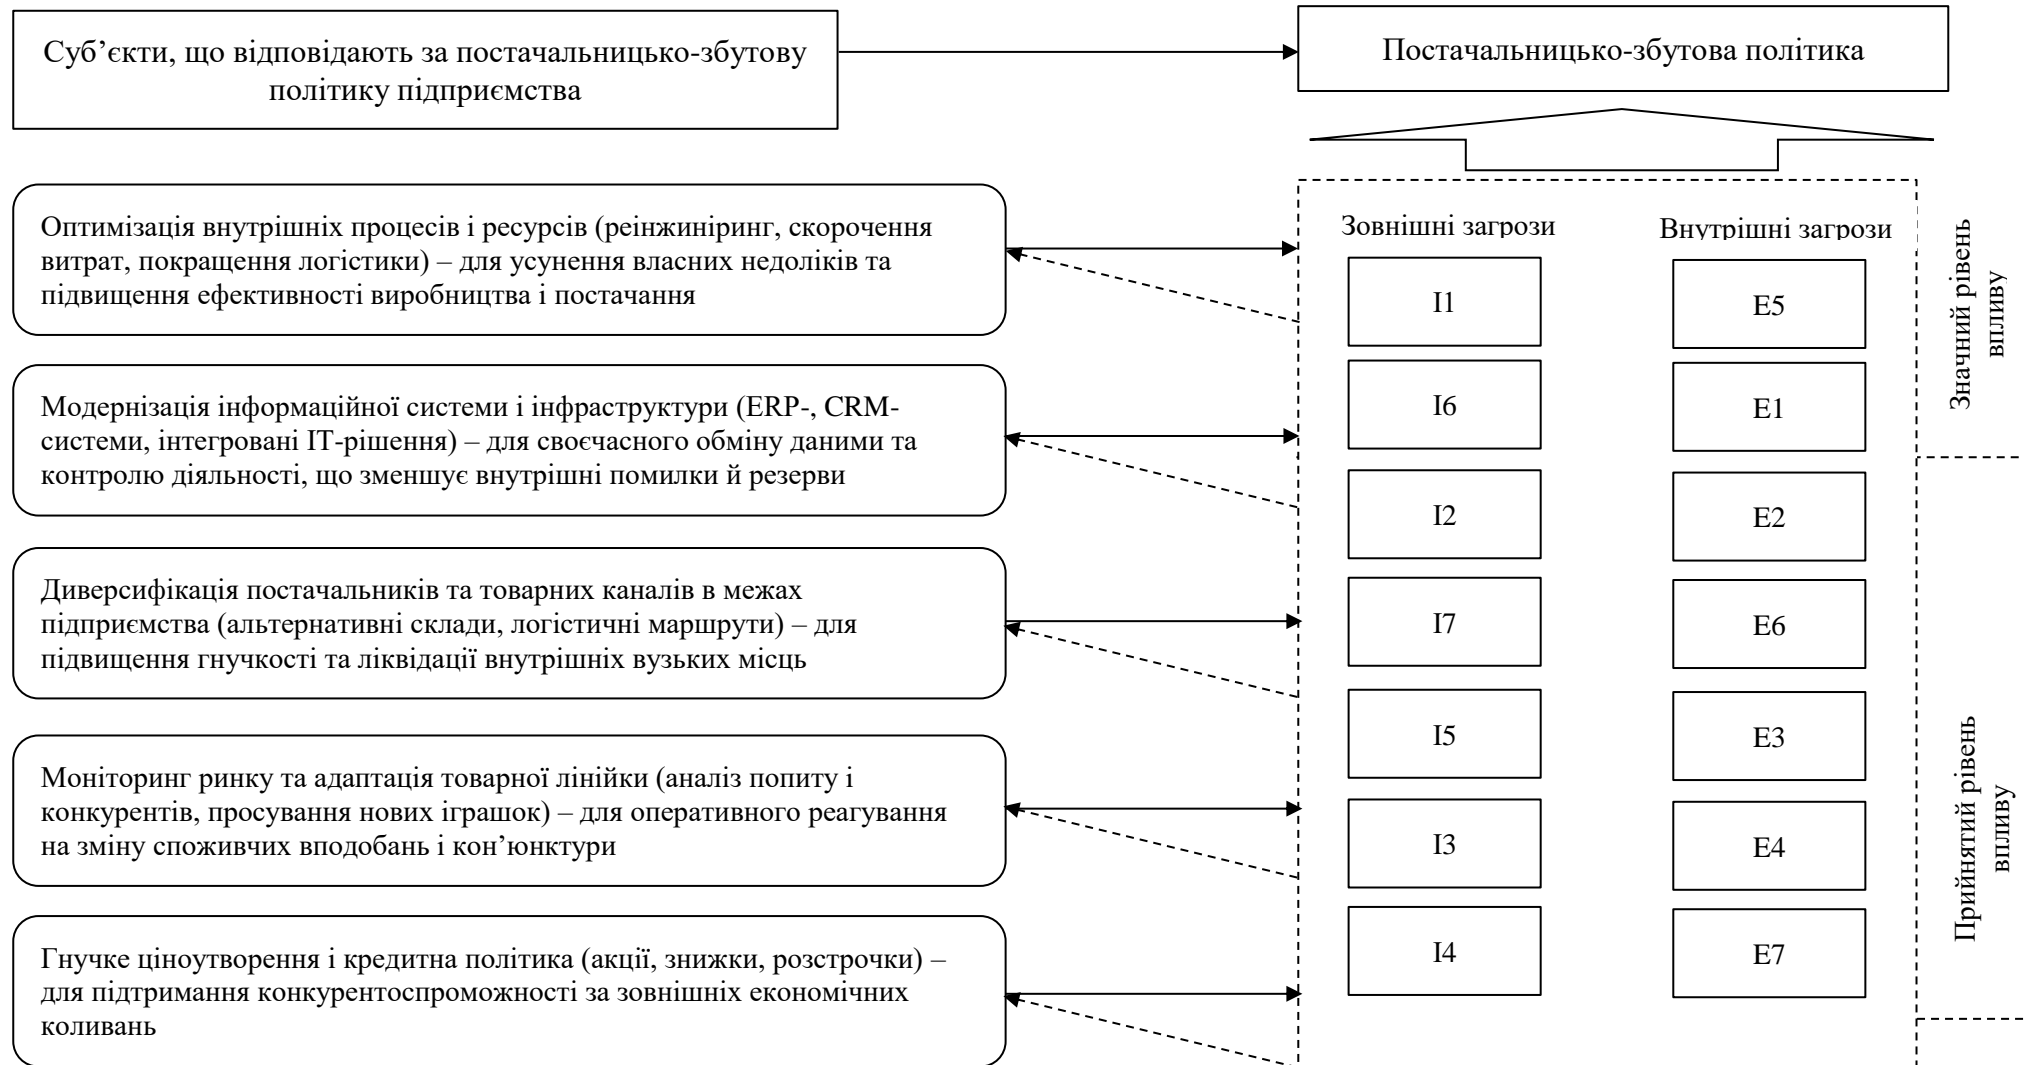 Суб’єкти, що відповідають за постачальницько-збутову
політику підприємства
Постачальницько-збутова політика
Оптимізація внутрішніх процесів і ресурсів (реінжиніринг, скорочення
витрат, покращення логістики) – для усунення власних недоліків та
підвищення ефективності виробництва і постачання
Модернізація інформаційної системи і інфраструктури (ERP-, CRM-
системи, інтегровані ІТ-рішення) – для своєчасного обміну даними та
контролю діяльності, що зменшує внутрішні помилки й резерви
Диверсифікація постачальників та товарних каналів в межах
підприємства (альтернативні склади, логістичні маршрути) – для
підвищення гнучкості та ліквідації внутрішніх вузьких місць
Моніторинг ринку та адаптація товарної лінійки (аналіз попиту і
конкурентів, просування нових іграшок) – для оперативного реагування
на зміну споживчих вподобань і кон’юнктури
Гнучке ціноутворення і кредитна політика (акції, знижки, розстрочки) –
для підтримання конкурентоспроможності за зовнішніх економічних
коливань
Зовнішні загрози
I1
I6
I2
I7
I5
I3
I4
Внутрішні загрози
E5
E1
E2
E6
E3
E4
E7
Значний рівень
впливу
Прийнятий рівень
впливу